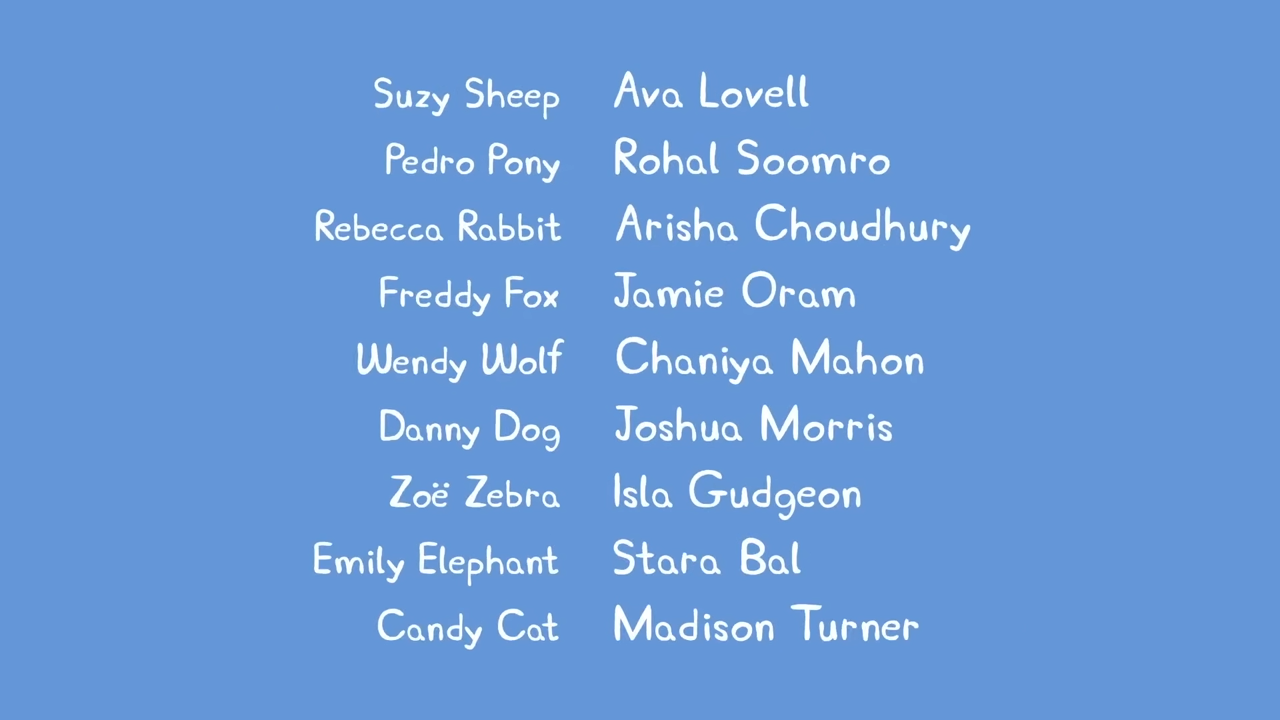 Suzy Sheep Ava Lovell
Pedro Pony Rohal Soomro
Rebecca Rabbit Arisha Choudhury
Freddy Fox Jamie Oram
Wendy Wolf Chaniya Mahon
Danny Dog Joshua Morris
Zoë Zebra Isla Gudgeon
Emily Elephant Stara Bal
Candy Cat Madison Turner